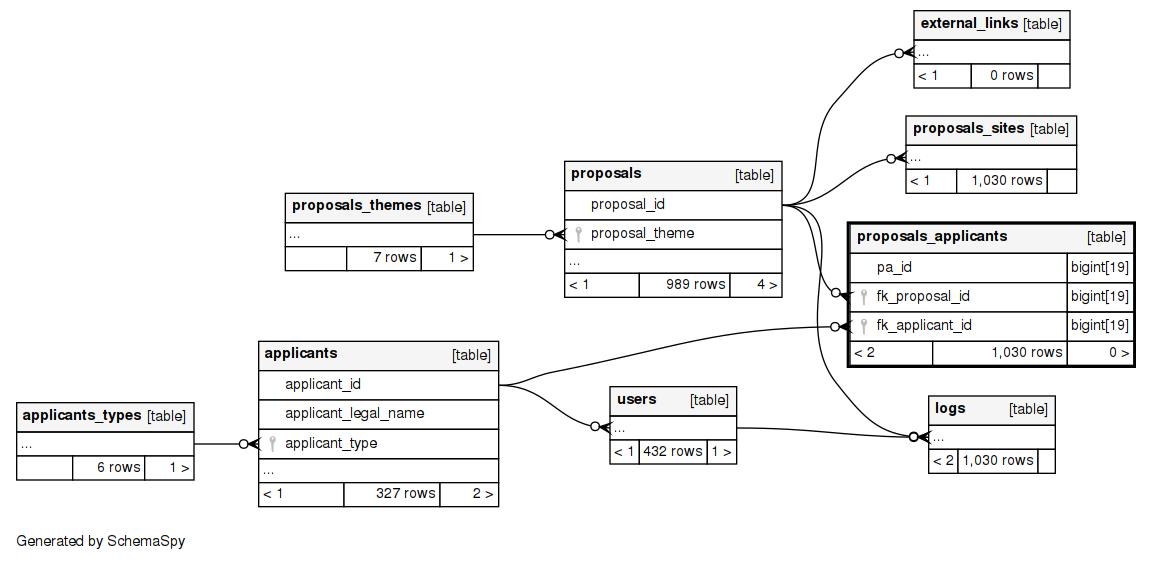 external_links [table]
...
< 1 0 rows
proposals_sites [table]
...
< 1 1,030 rows
proposals [table]
proposal_id
proposal_theme
...
< 1 989 rows 4 >
proposals_themes [table]
...
7 rows 1 >
proposals_applicants [table]
pa_id bigint[19]
fk_proposal_id bigint[19]
fk_applicant_id bigint[19]
< 2 1,030 rows 0 >
applicants [table]
applicant_id
applicant_legal_name
applicant_type
...
< 1 327 rows 2 >
users [table]
...
< 1 432 rows 1 >
logs [table]
...
< 2 1,030 rows
applicants_types [table]
...
6 rows 1 >
Generated by SchemaSpy